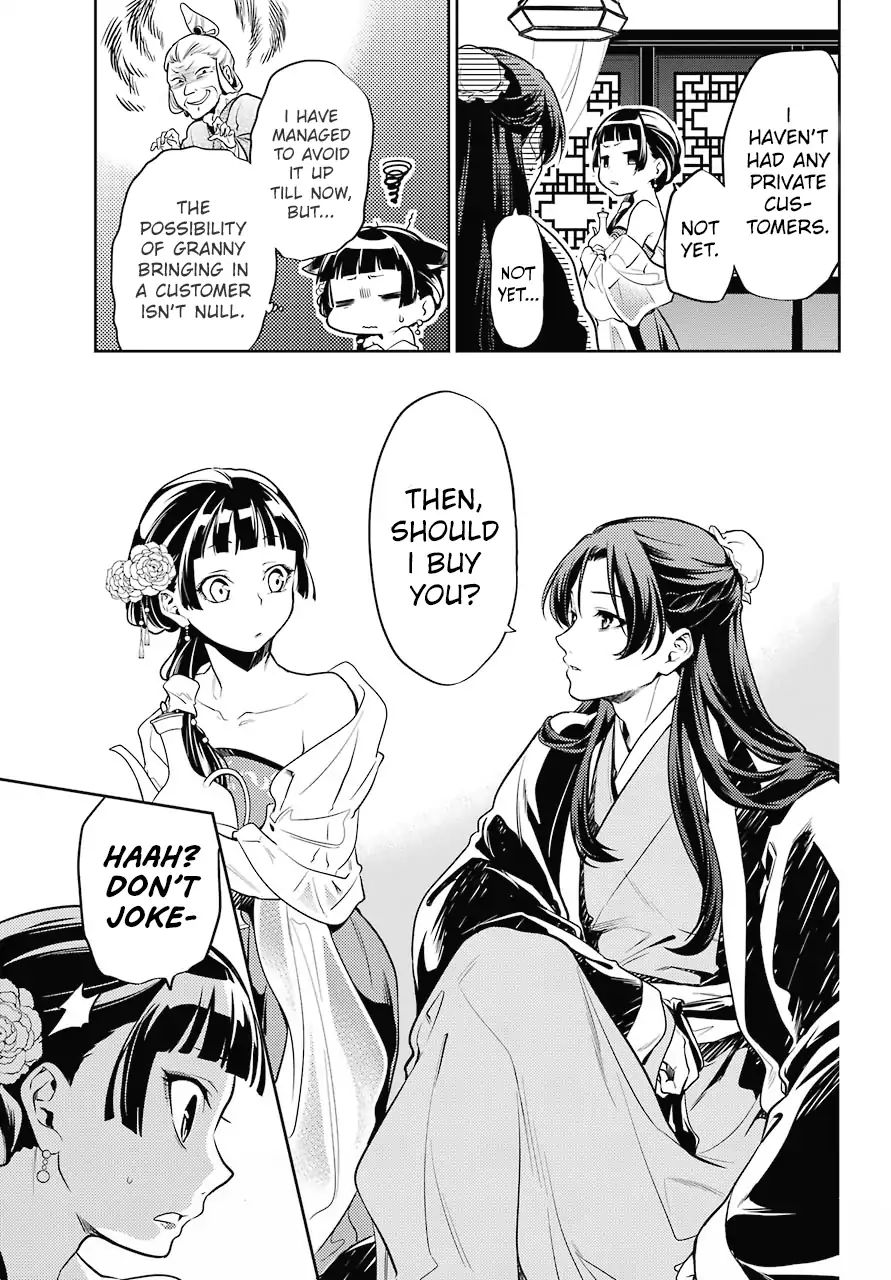 I
HAVEN'T
HAD ANY
PRIVATE
CUS-
TOMERS.
NOT
YET.
NOT
YET...
I HAVE
MANAGED
TO AVOID
IT UP
TILL NOW,
BUT...
THE
POSSIBILITY
OF GRANNY
BRINGING IN
A CUSTOMER
ISN'T NULL.
THEN,
SHOULD
I BUY
YOU?
HAAH?
DON'T
JOKE-